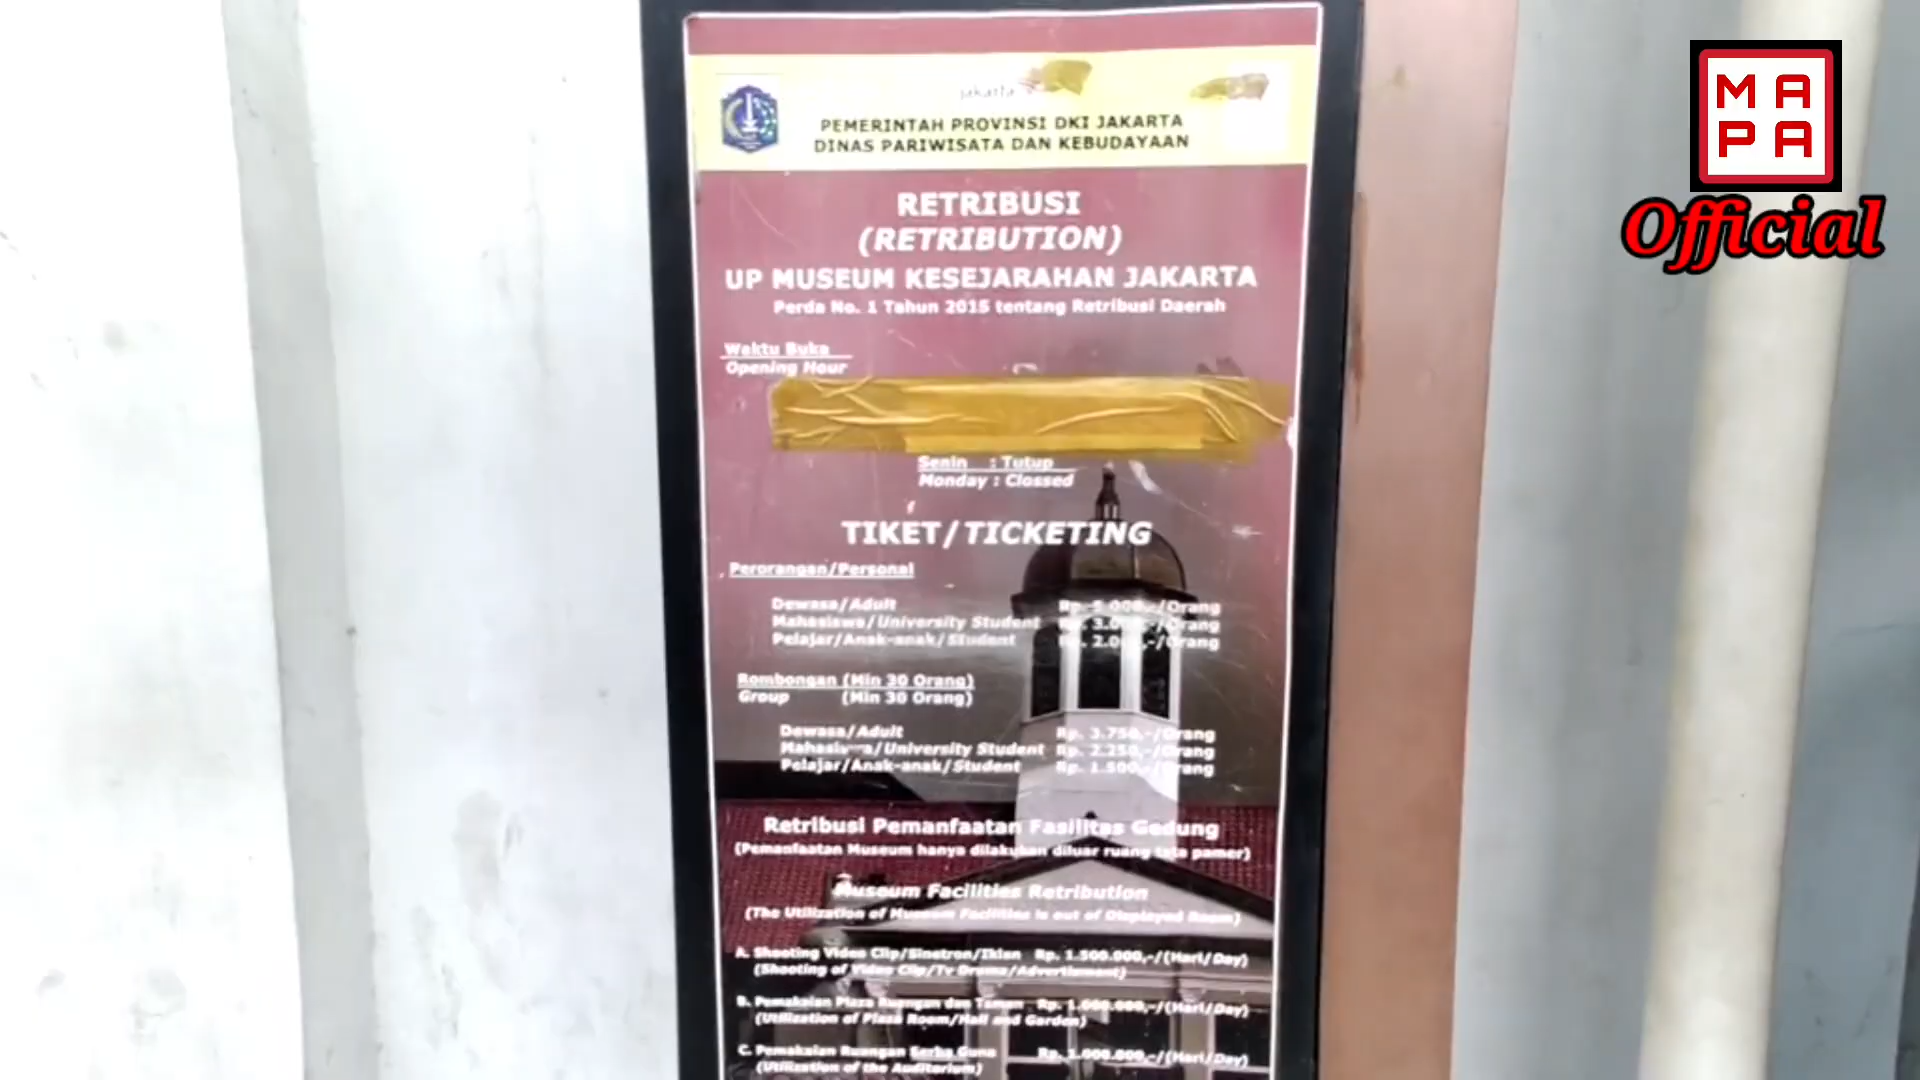 MA
PA
Official
jakarta
PEMERINTAH PROVINSI DKI JAKARTA
DINAS PARIWISATA DAN KEBUDAYAAN
RETRIBUSI
(RETRIBUTION)
UP MUSEUM KESEJARAHAN JAKARTA
Perda No. 1 Tahun 2015 tentang Retribusi Daerah
Waktu Buka
Opening Hour
Senin : Tutup
Monday : Clossed
TIKET/TICKETING
Perorangan/Personal
Dewasa/Adult Rp. 5.000,-/Orang
Mahasiswa/University Student Rp. 3.000,-/Orang
Pelajar/Anak-anak/Student Rp. 2.000,-/Orang
Rombongan (Min 30 Orang)
Group (Min 30 Orang)
Dewasa/Adult Rp. 3.750,-/Orang
Mahasiswa/University Student Rp. 2.250,-/Orang
Pelajar/Anak-anak/Student Rp. 1.500,-/Orang
Retribusi Pemanfaatan Fasilitas Gedung
(Pemanfaatan Museum hanya dilakukan diluar ruang tata pamer)
Museum Facilities Retribution
(The Utilization of Museum Facilities is out of Displayed Room)
A. Shooting Video Clip/Sinetron/Iklan Rp. 1.500.000,-/(Hari/Day)
(Shooting of Video Clip/Tv Drama/Advertisment)
B. Pemakaian Plaza Ruangan dan Taman Rp. 1.000.000,-/(Hari/Day)
(Utilization of Plaza Room/Hall and Garden)
C. Pemakaian Ruangan Serba Guna Rp. 1.000.000,-/(Hari/Day)
(Utilization of the Auditorium)